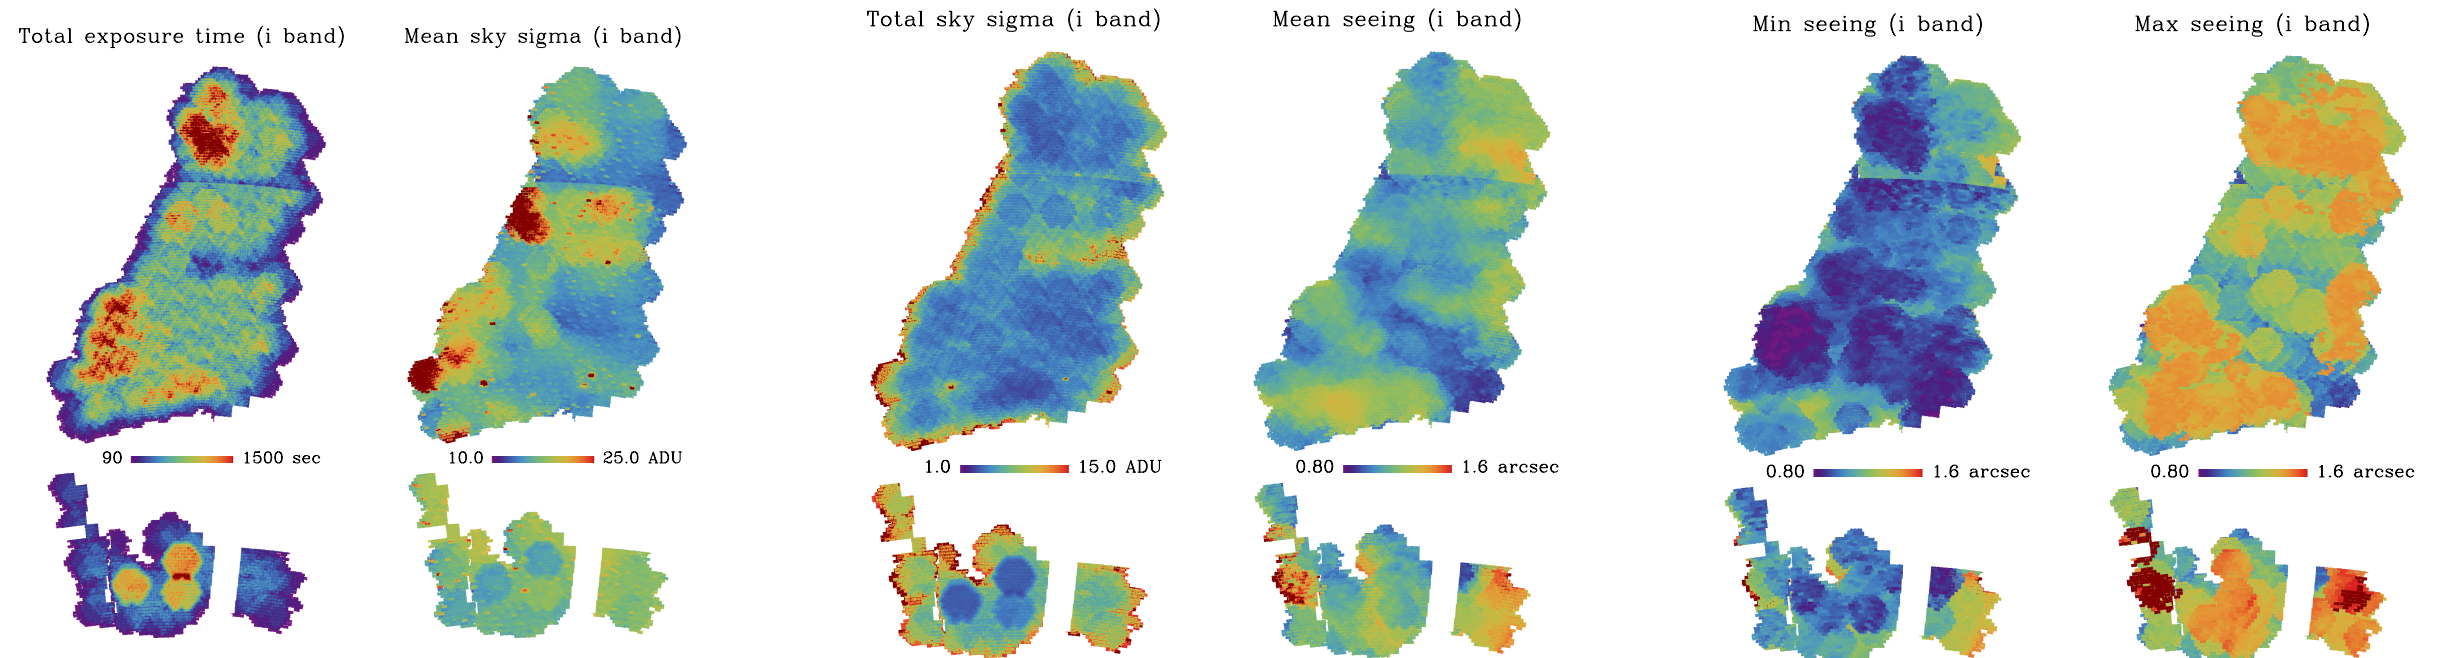 Total exposure time (i band)
Mean sky sigma (i band)
Total sky sigma (i band)
Mean seeing (i band)
Min seeing (i band)
Max seeing (i band)
90 1500 sec
10.0 25.0 ADU
1.0 15.0 ADU
0.80 1.6 arcsec
0.80 1.6 arcsec
0.80 1.6 arcsec